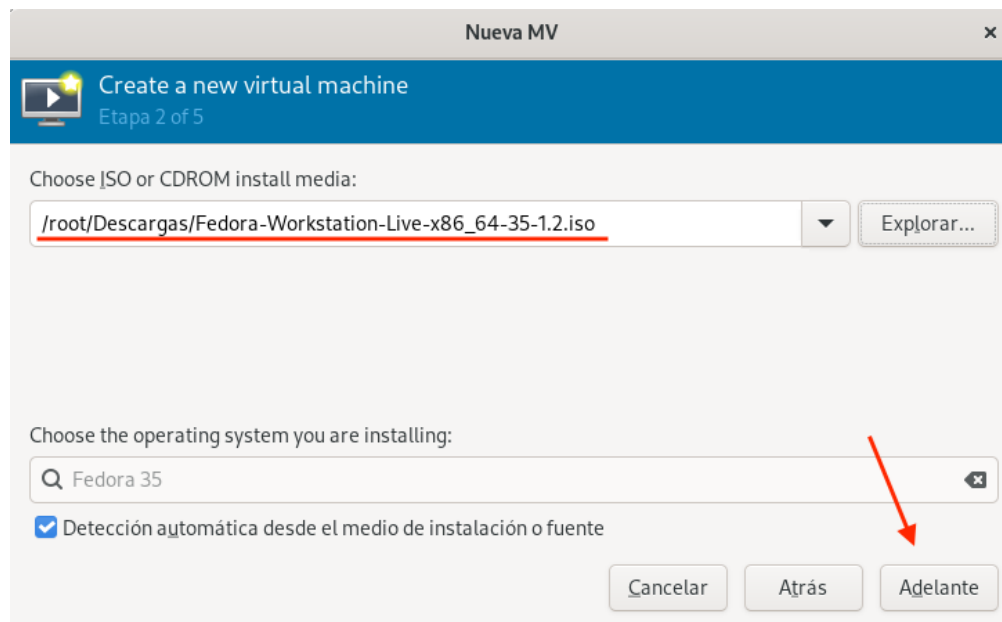 Nueva MV
Create a new virtual machine
Etapa 2 of 5
Choose ISO or CDROM install media:
/root/Descargas/Fedora-Workstation-Live-x86_64-35-1.2.iso
Explorar...
Choose the operating system you are installing:
Fedora 35
Detección automática desde el medio de instalación o fuente
Cancelar
Atrás
Adelante